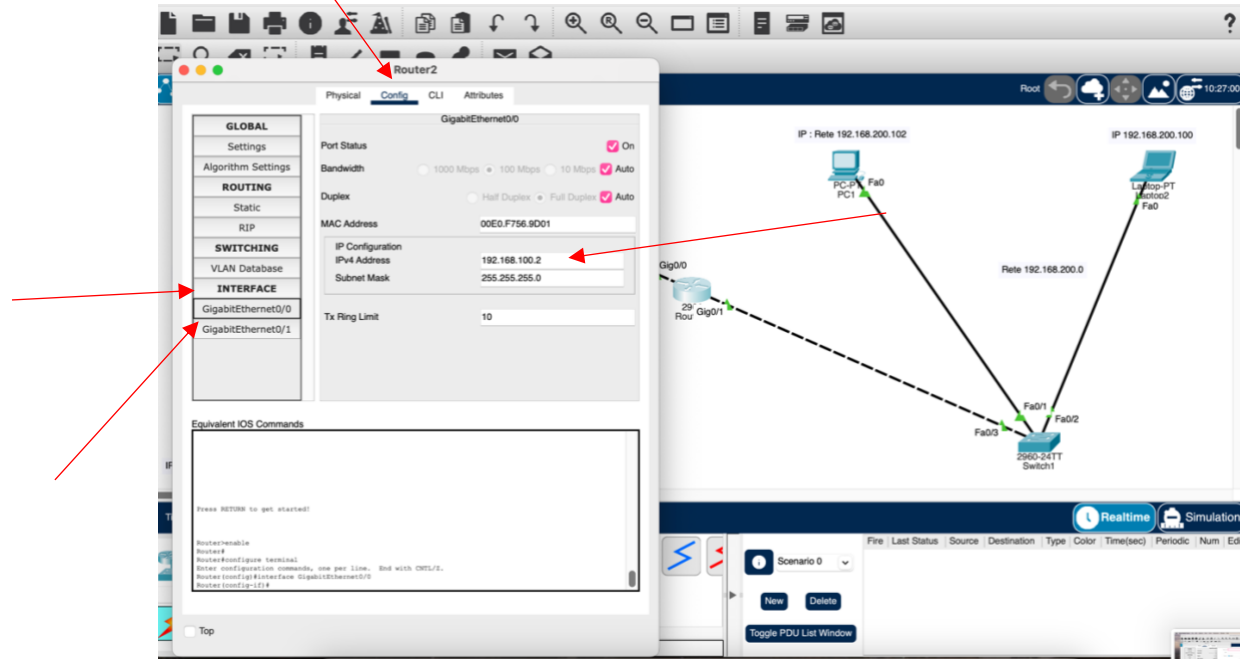 Router2
Physical Config CLI Attributes
GLOBAL
Settings
Algorithm Settings
ROUTING
Static
RIP
SWITCHING
VLAN Database
INTERFACE
GigabitEthernet0/0
GigabitEthernet0/1
GigabitEthernet0/0
Port Status On
Bandwidth 1000 Mbps 100 Mbps 10 Mbps Auto
Duplex Half Duplex Full Duplex Auto
MAC Address 00E0.F756.9D01
IP Configuration
IPv4 Address 192.168.100.2
Subnet Mask 255.255.255.0
Tx Ring Limit 10
Equivalent IOS Commands
Press RETURN to get started!
Router>enable
Router#
Router#configure terminal
Enter configuration commands, one per line. End with CNTL/Z.
Router(config)#interface GigabitEthernet0/0
Router(config-if)#
Top
?
Root 10:27:00
IP : Rete 192.168.200.102
IP 192.168.200.100
PC-PT Fa0
PC1
Laptop-PT
Laptop2
Fa0
Rete 192.168.200.0
Gig0/0
29
Rou Gig0/1
Fa0/1
Fa0/2
Fa0/3
2960-24TT
Switch1
Realtime Simulation
Scenario 0
New Delete
Toggle PDU List Window
Fire Last Status Source Destination Type Color Time(sec) Periodic Num Edi